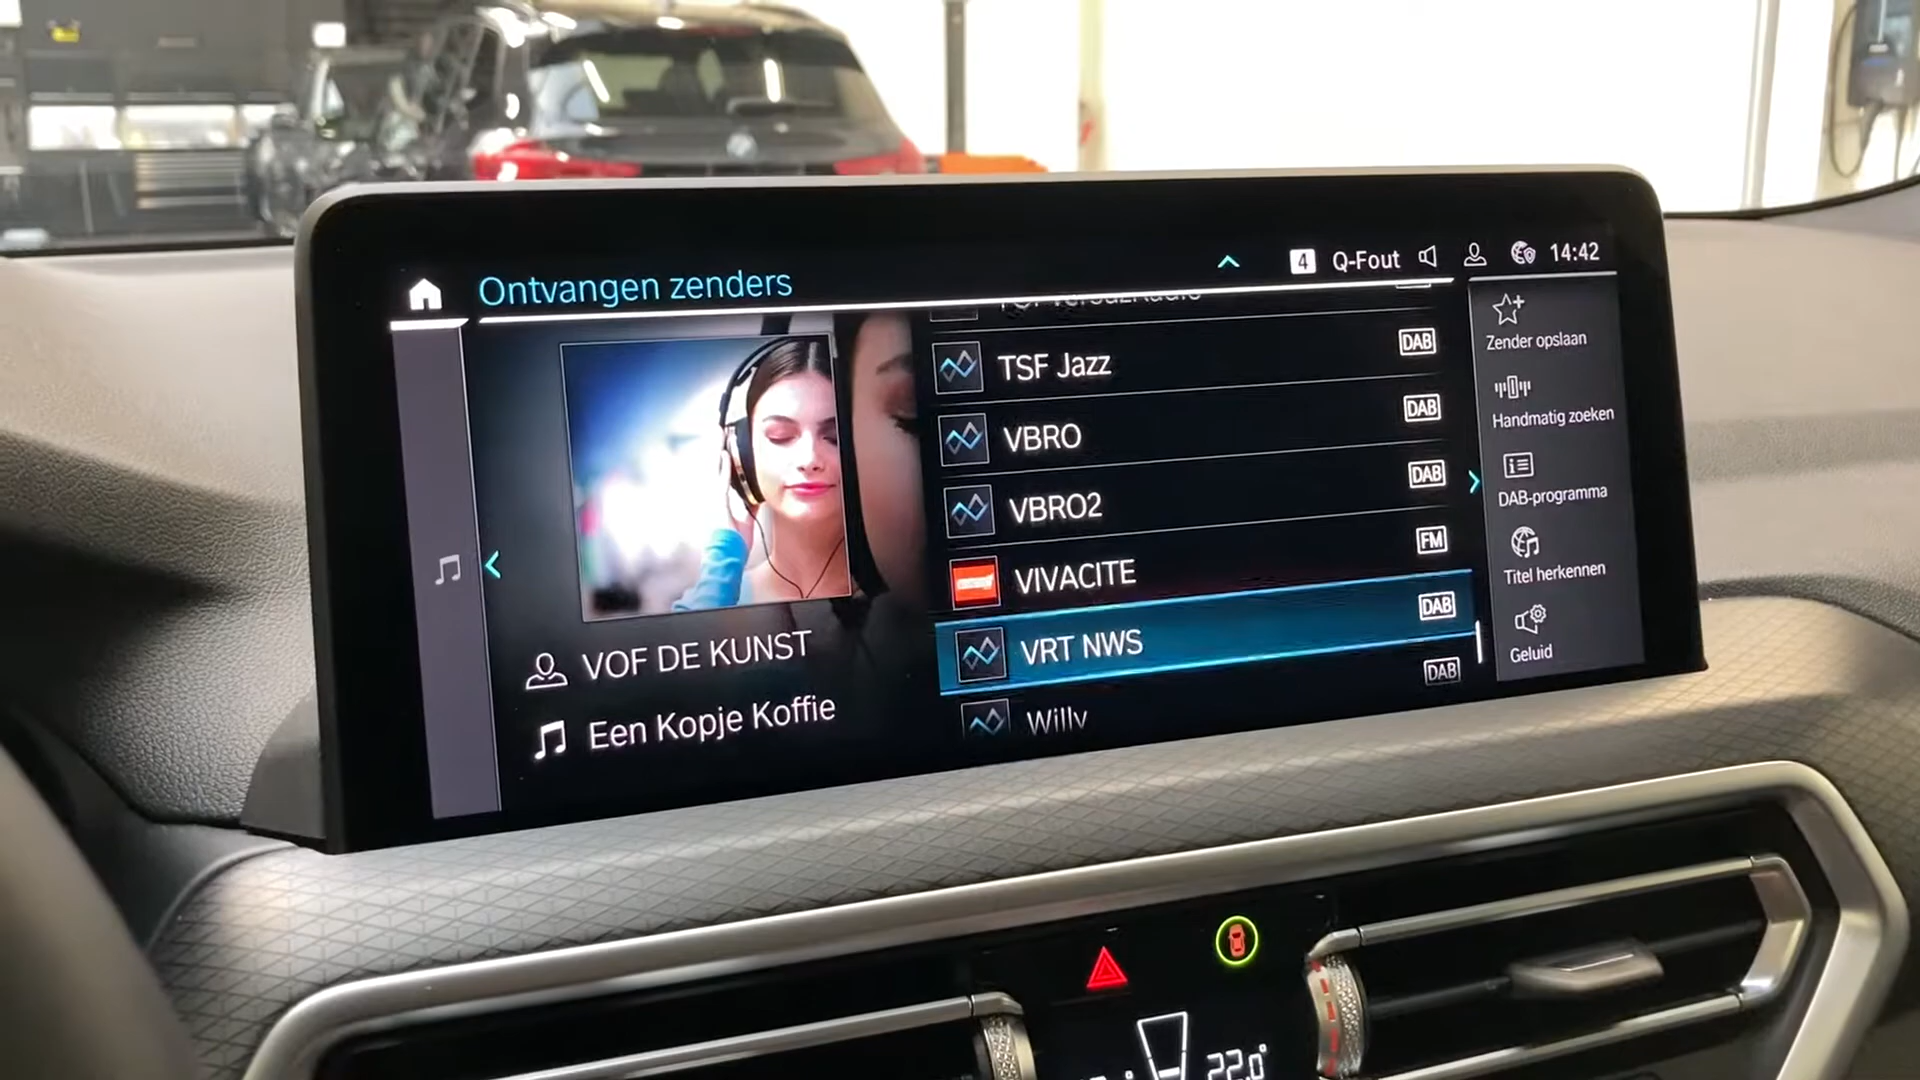 Ontvangen zenders
4 Q-Fout 14:42
TSF Jazz DAB
VBRO DAB
VBRO2 DAB
VIVACITE FM
VRT NWS DAB
Willy DAB
VOF DE KUNST
Een Kopje Koffie
Zender opslaan
Handmatig zoeken
DAB-programma
Titel herkennen
Geluid
22.0°